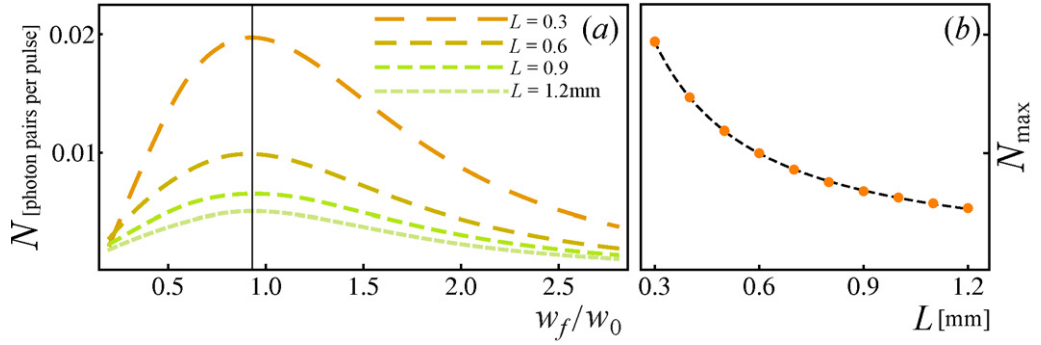 0.02
0.01
N [photon pairs per pulse]
L = 0.3
L = 0.6
L = 0.9
L = 1.2mm
(a)
0.5 1.0 1.5 2.0 2.5
w_f/w_0
(b)
N_max
0.3 0.6 0.9 1.2
L [mm]